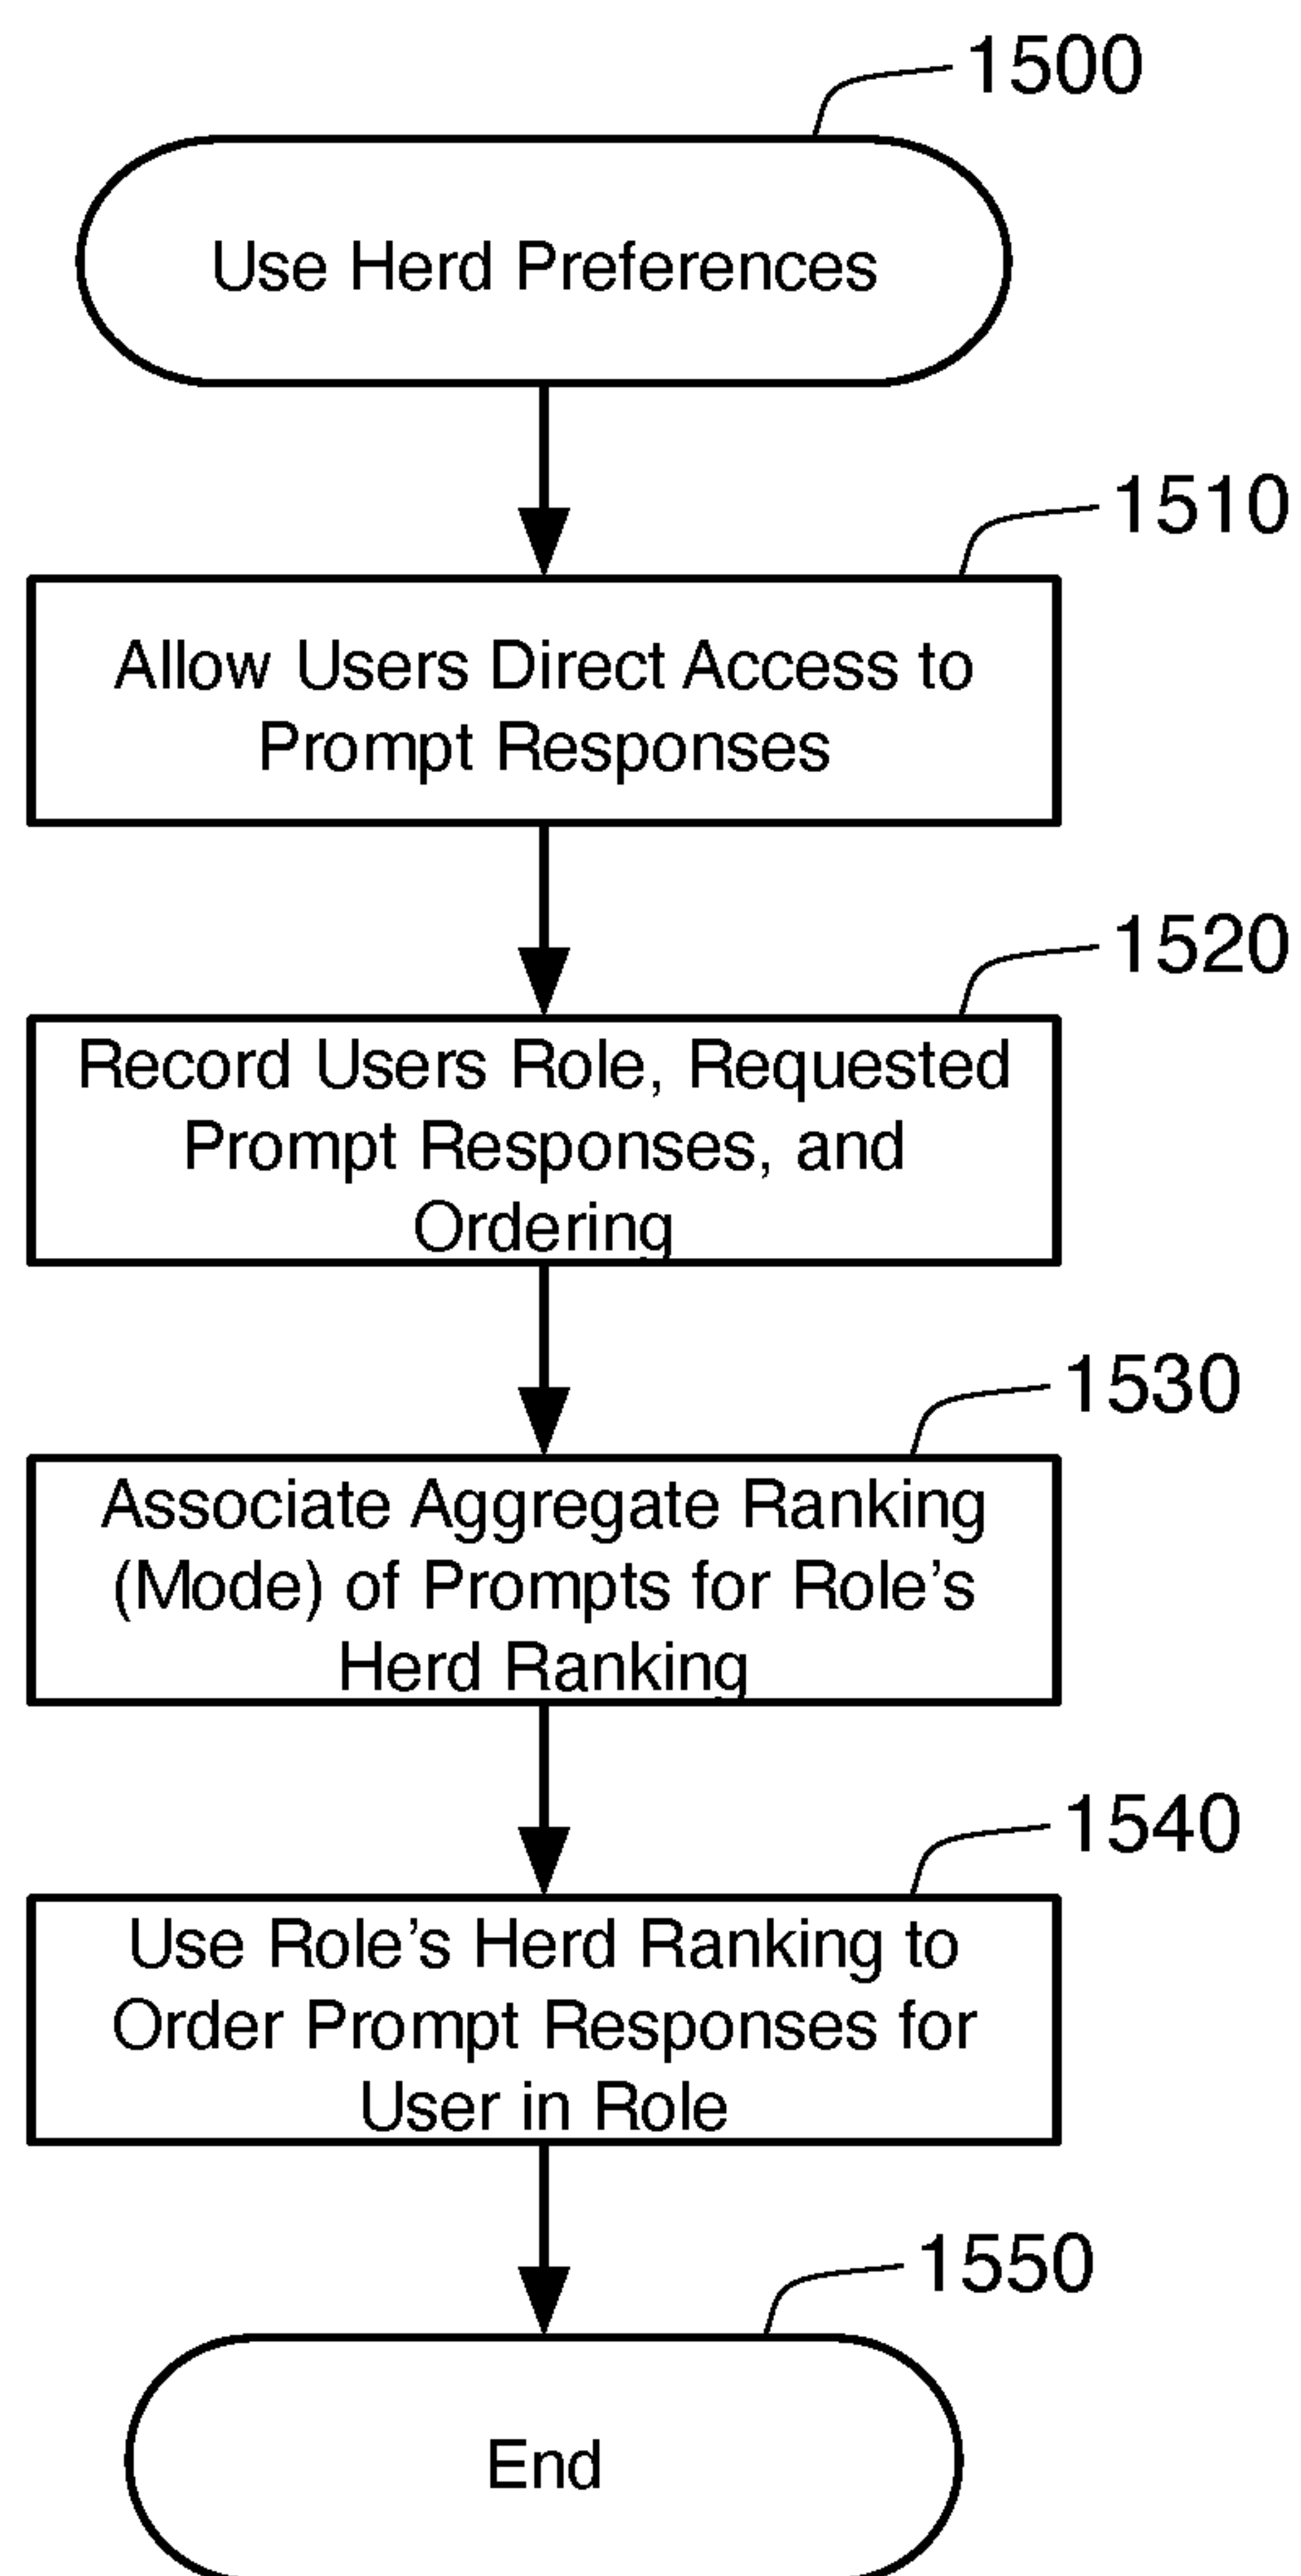 1500
Use Herd Preferences
1510
Allow Users Direct Access to
Prompt Responses
1520
Record Users Role, Requested
Prompt Responses, and
Ordering
1530
Associate Aggregate Ranking
(Mode) of Prompts for Role's
Herd Ranking
1540
Use Role's Herd Ranking to
Order Prompt Responses for
User in Role
1550
End